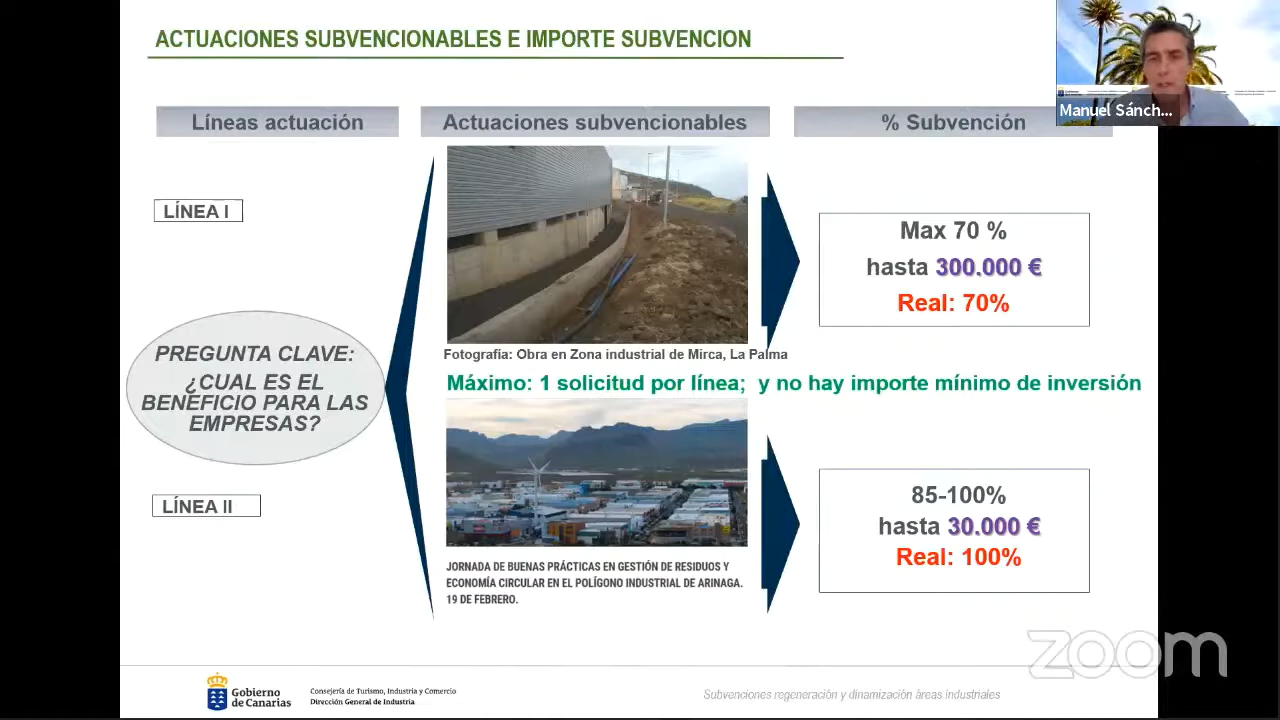 ACTUACIONES SUBVENCIONABLES E IMPORTE SUBVENCION
Manuel Sánch...
Líneas actuación
Actuaciones subvencionables
% Subvención
LÍNEA I
Max 70 %
hasta 300.000 €
Real: 70%
PREGUNTA CLAVE:
¿CUAL ES EL
BENEFICIO PARA LAS
EMPRESAS?
Fotografía: Obra en Zona industrial de Mirca, La Palma
Máximo: 1 solicitud por línea; y no hay importe mínimo de inversión
LÍNEA II
85-100%
hasta 30.000 €
Real: 100%
JORNADA DE BUENAS PRÁCTICAS EN GESTIÓN DE RESIDUOS Y
ECONOMÍA CIRCULAR EN EL POLÍGONO INDUSTRIAL DE ARINAGA.
19 DE FEBRERO.
zoom
Gobierno
de Canarias
Consejería de Turismo, Industria y Comercio
Dirección General de Industria
Subvenciones regeneración y dinamización áreas industriales